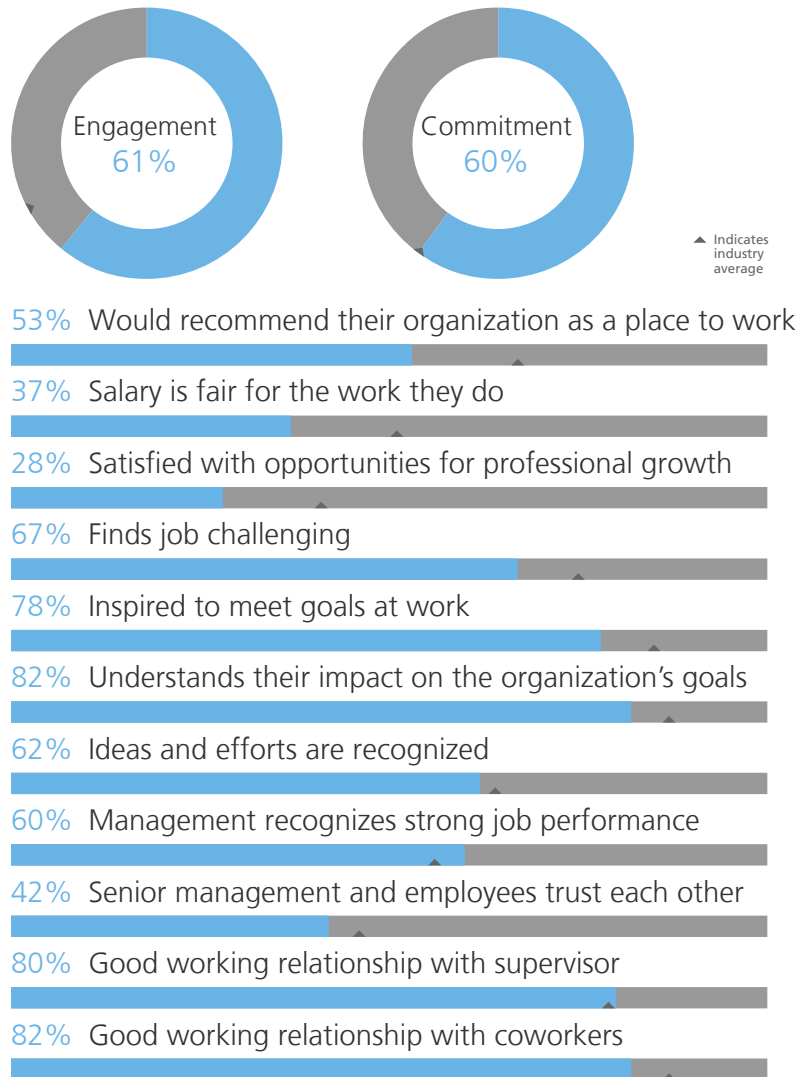 Engagement
61%
Commitment
60%
Indicates
industry
average
53% Would recommend their organization as a place to work
37% Salary is fair for the work they do
28% Satisfied with opportunities for professional growth
67% Finds job challenging
78% Inspired to meet goals at work
82% Understands their impact on the organization’s goals
62% Ideas and efforts are recognized
60% Management recognizes strong job performance
42% Senior management and employees trust each other
80% Good working relationship with supervisor
82% Good working relationship with coworkers